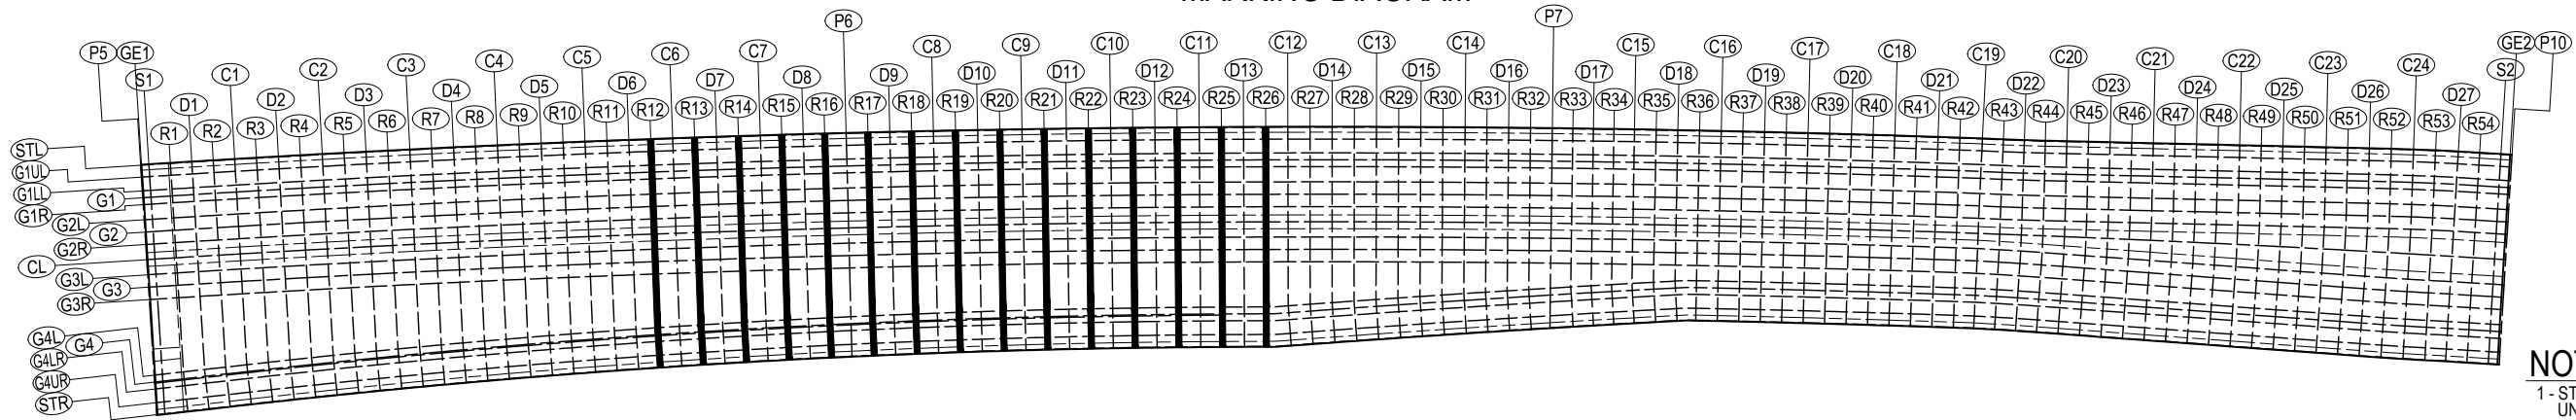 P5 GE1 S1
D1 C1 D2 C2 D3 C3 D4 C4 D5 C5 D6 C6 D7 C7 D8 P6 D9 C8 D10 C9 D11 C10 D12 C11 D13 C12 D14 C13 D15 C14 D16 P7 D17 C15 D18 C16 D19 C17 D20 C18 D21 C19 D22 C20 D23 C21 D24 C22 D25 C23 D26 C24 D27
GE2 P10 S2
R1 R2 R3 R4 R5 R6 R7 R8 R9 R10 R11 R12 R13 R14 R15 R16 R17 R18 R19 R20 R21 R22 R23 R24 R25 R26 R27 R28 R29 R30 R31 R32 R33 R34 R35 R36 R37 R38 R39 R40 R41 R42 R43 R44 R45 R46 R47 R48 R49 R50 R51 R52 R53 R54
STL
G1UL
G1LL
G1
G1R
G2L
G2
G2R
CL
G3L
G3
G3R
G4L
G4
G4LR
G4UR
STR